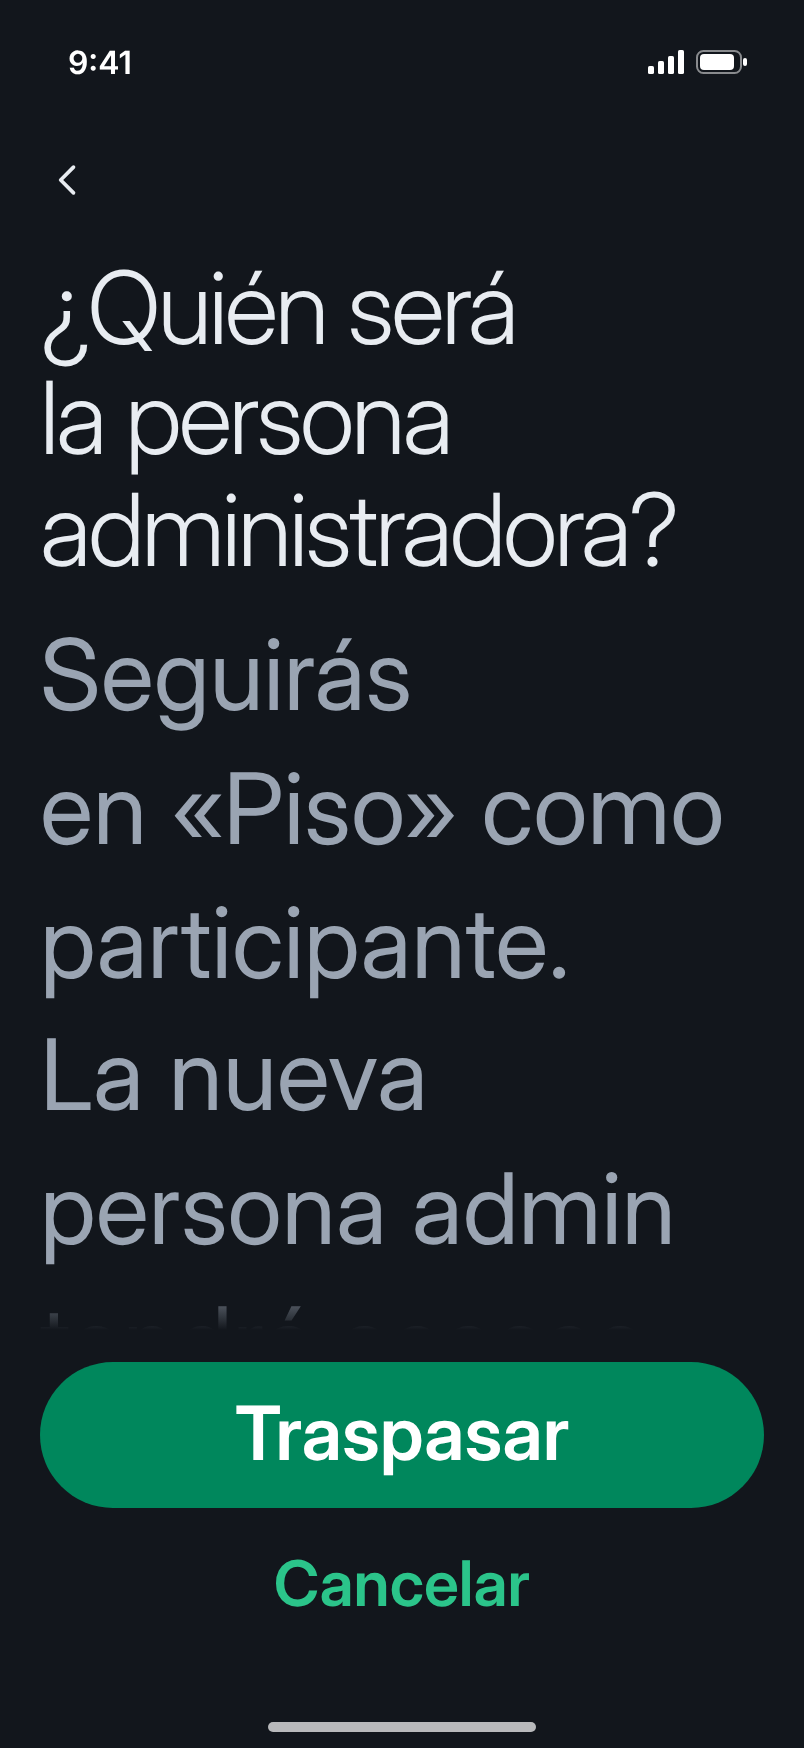 9:41
¿Quién será
la persona
administradora?
Seguirás
en «Piso» como
participante.
La nueva
persona admin
Traspasar
Cancelar